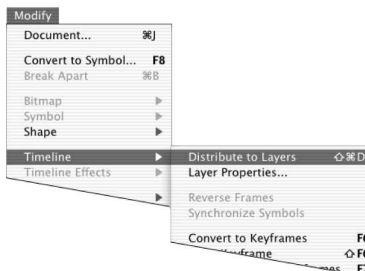 Modify
Document... ⌘J
Convert to Symbol... F8
Break Apart ⌘B
Bitmap
Symbol
Shape
Timeline
Timeline Effects
Distribute to Layers ⇧⌘D
Layer Properties...
Reverse Frames
Synchronize Symbols
Convert to Keyframes